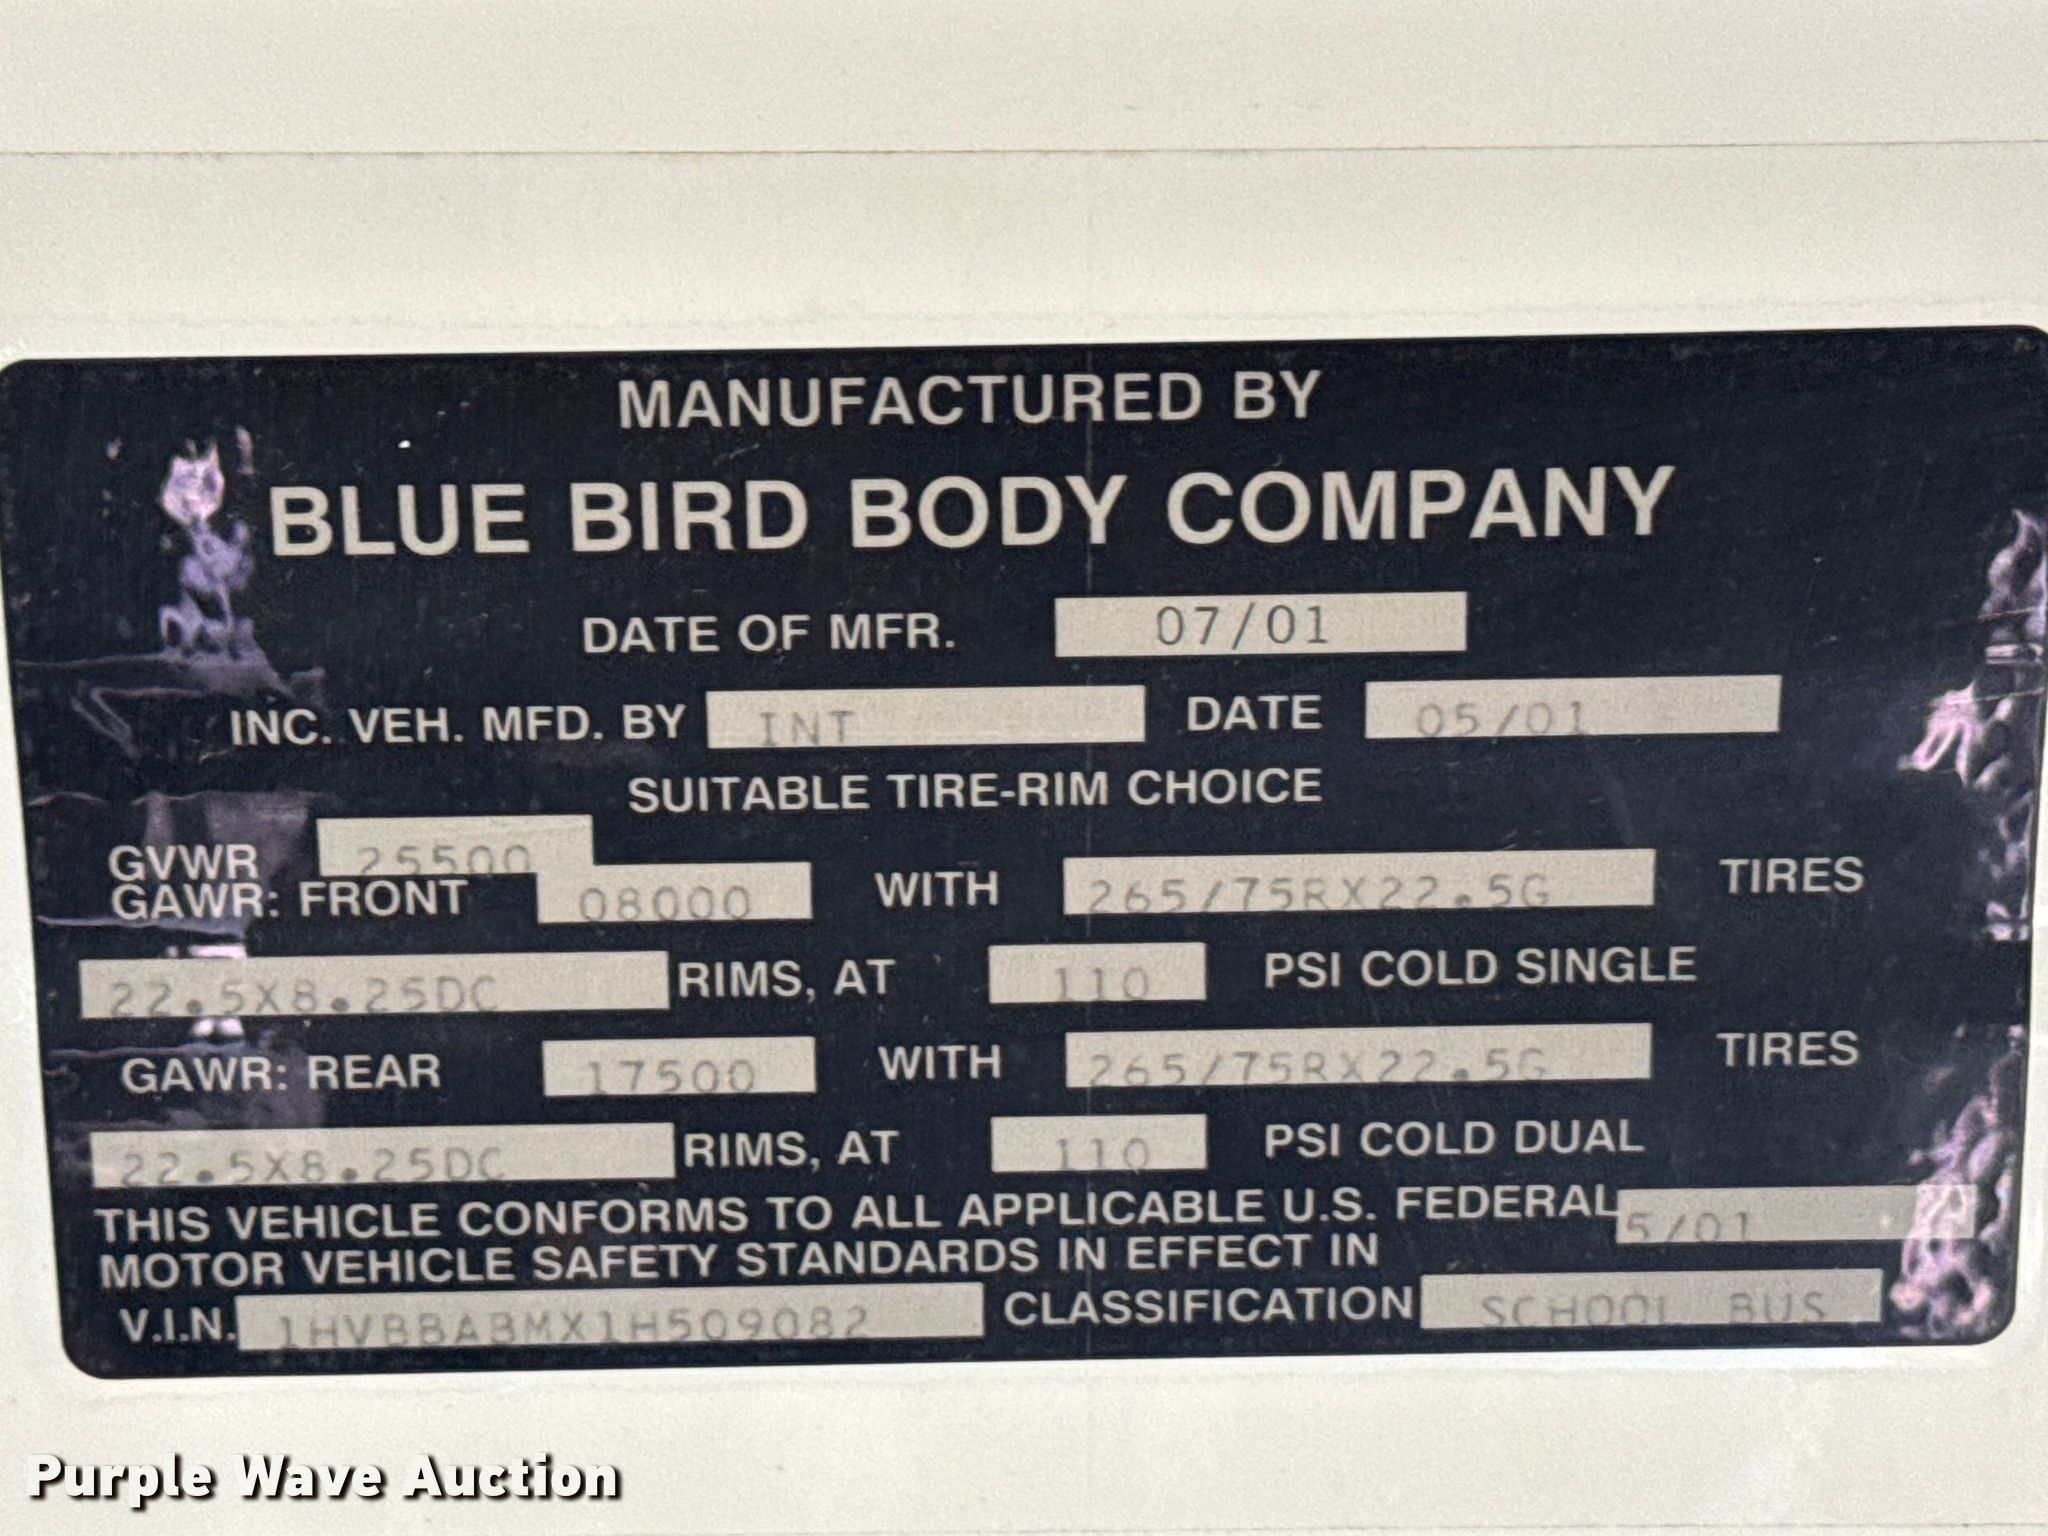 MANUFACTURED BY
BLUE BIRD BODY COMPANY
DATE OF MFR. 07/01
INC. VEH. MFD. BY INT DATE 05/01
SUITABLE TIRE-RIM CHOICE
GVWR 25500
GAWR: FRONT 08000 WITH 265/75RX22.5G TIRES
22.5X8.25DC RIMS, AT 110 PSI COLD SINGLE
GAWR: REAR 17500 WITH 265/75RX22.5G TIRES
22.5X8.25DC RIMS, AT 110 PSI COLD DUAL
THIS VEHICLE CONFORMS TO ALL APPLICABLE U.S. FEDERAL
MOTOR VEHICLE SAFETY STANDARDS IN EFFECT IN 5/01
V.I.N. 1HVBBABMX1H509082 CLASSIFICATION SCHOOL BUS
Purple Wave Auction